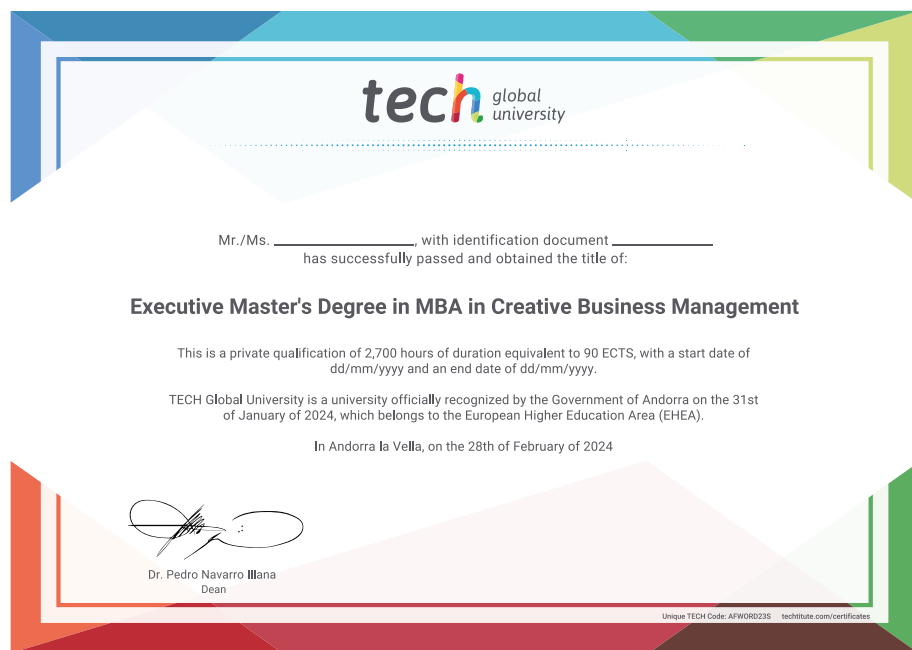 tech global university
Mr./Ms. ____________, with identification document ____________
has successfully passed and obtained the title of:
Executive Master's Degree in MBA in Creative Business Management
This is a private qualification of 2,700 hours of duration equivalent to 90 ECTS, with a start date of
dd/mm/yyyy and an end date of dd/mm/yyyy.
TECH Global University is a university officially recognized by the Government of Andorra on the 31st
of January of 2024, which belongs to the European Higher Education Area (EHEA).
In Andorra la Vella, on the 28th of February of 2024
Dr. Pedro Navarro Illana
Dean
Unique TECH Code: AFWORD23S techtitute.com/certificates